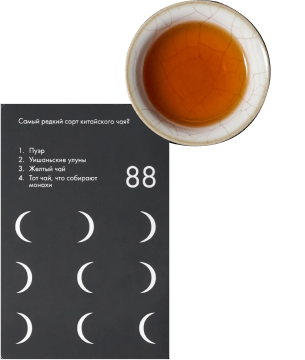 Самый редкий сорт китайского чая?
1. Пуэр
2. Уишаньские улуны
3. Желтый чай
4. Тот чай, что собирают
монахи
88